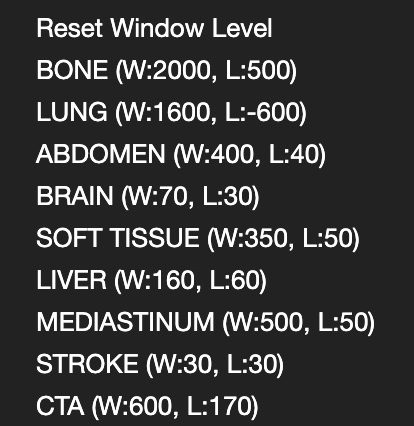 Reset Window Level
BONE (W:2000, L:500)
LUNG (W:1600, L:-600)
ABDOMEN (W:400, L:40)
BRAIN (W:70, L:30)
SOFT TISSUE (W:350, L:50)
LIVER (W:160, L:60)
MEDIASTINUM (W:500, L:50)
STROKE (W:30, L:30)
CTA (W:600, L:170)